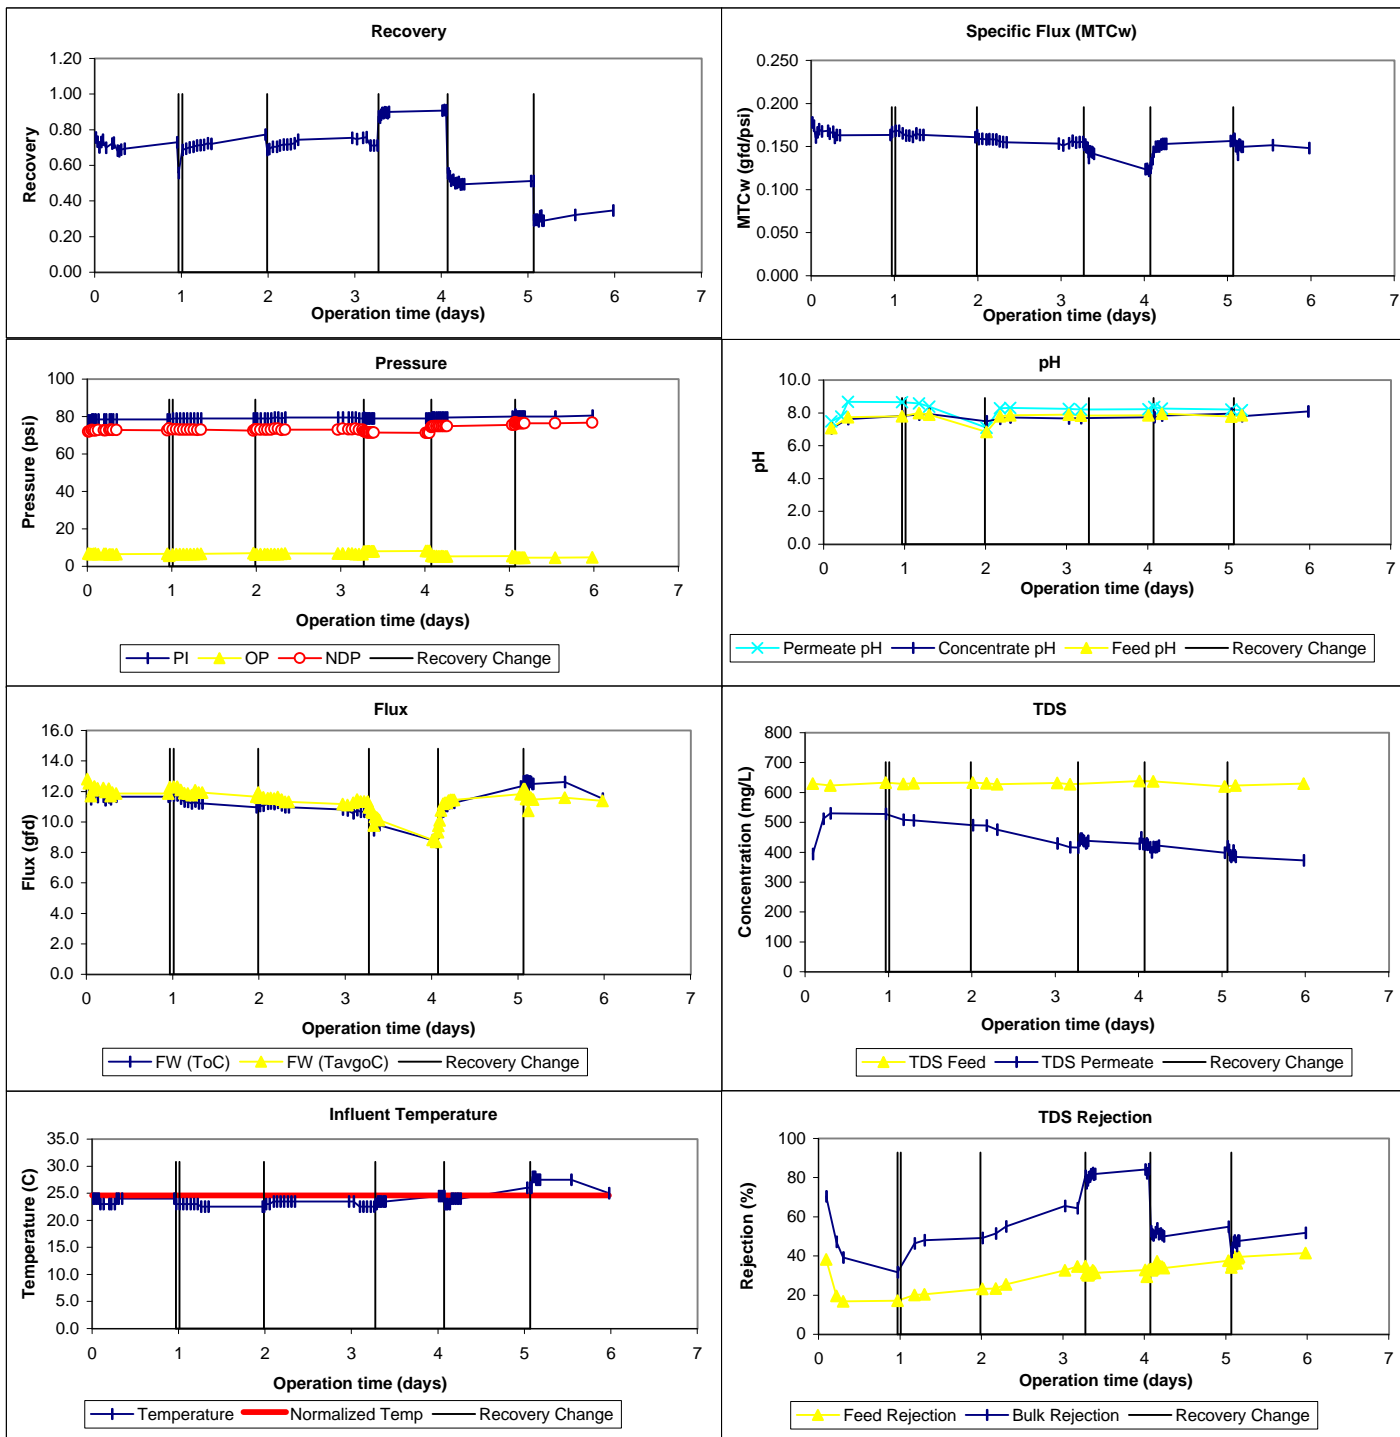 Recovery
1.20
1.00
0.80
0.60
0.40
0.20
0.00
Recovery
0 1 2 3 4 5 6 7
Operation time (days)
Specific Flux (MTCw)
0.250
0.200
0.150
0.100
0.050
0.000
MTCw (gfd/psi)
0 1 2 3 4 5 6 7
Operation time (days)
Pressure
100
80
60
40
20
0
Pressure (psi)
0 1 2 3 4 5 6 7
Operation time (days)
PI OP NDP Recovery Change
pH
10.0
8.0
6.0
4.0
2.0
0.0
pH
0 1 2 3 4 5 6 7
Operation time (days)
Permeate pH Concentrate pH Feed pH Recovery Change
Flux
16.0
14.0
12.0
10.0
8.0
6.0
4.0
2.0
0.0
Flux (gfd)
0 1 2 3 4 5 6 7
Operation time (days)
FW (ToC) FW (TavgoC) Recovery Change
TDS
800
700
600
500
400
300
200
100
0
Concentration (mg/L)
0 1 2 3 4 5 6 7
Operation time (days)
TDS Feed TDS Permeate Recovery Change
Influent Temperature
35.0
30.0
25.0
20.0
15.0
10.0
5.0
0.0
Temperature (C)
0 1 2 3 4 5 6 7
Operation time (days)
Temperature Normalized Temp Recovery Change
TDS Rejection
100
80
60
40
20
0
Rejection (%)
0 1 2 3 4 5 6 7
Operation time (days)
Feed Rejection Bulk Rejection Recovery Change